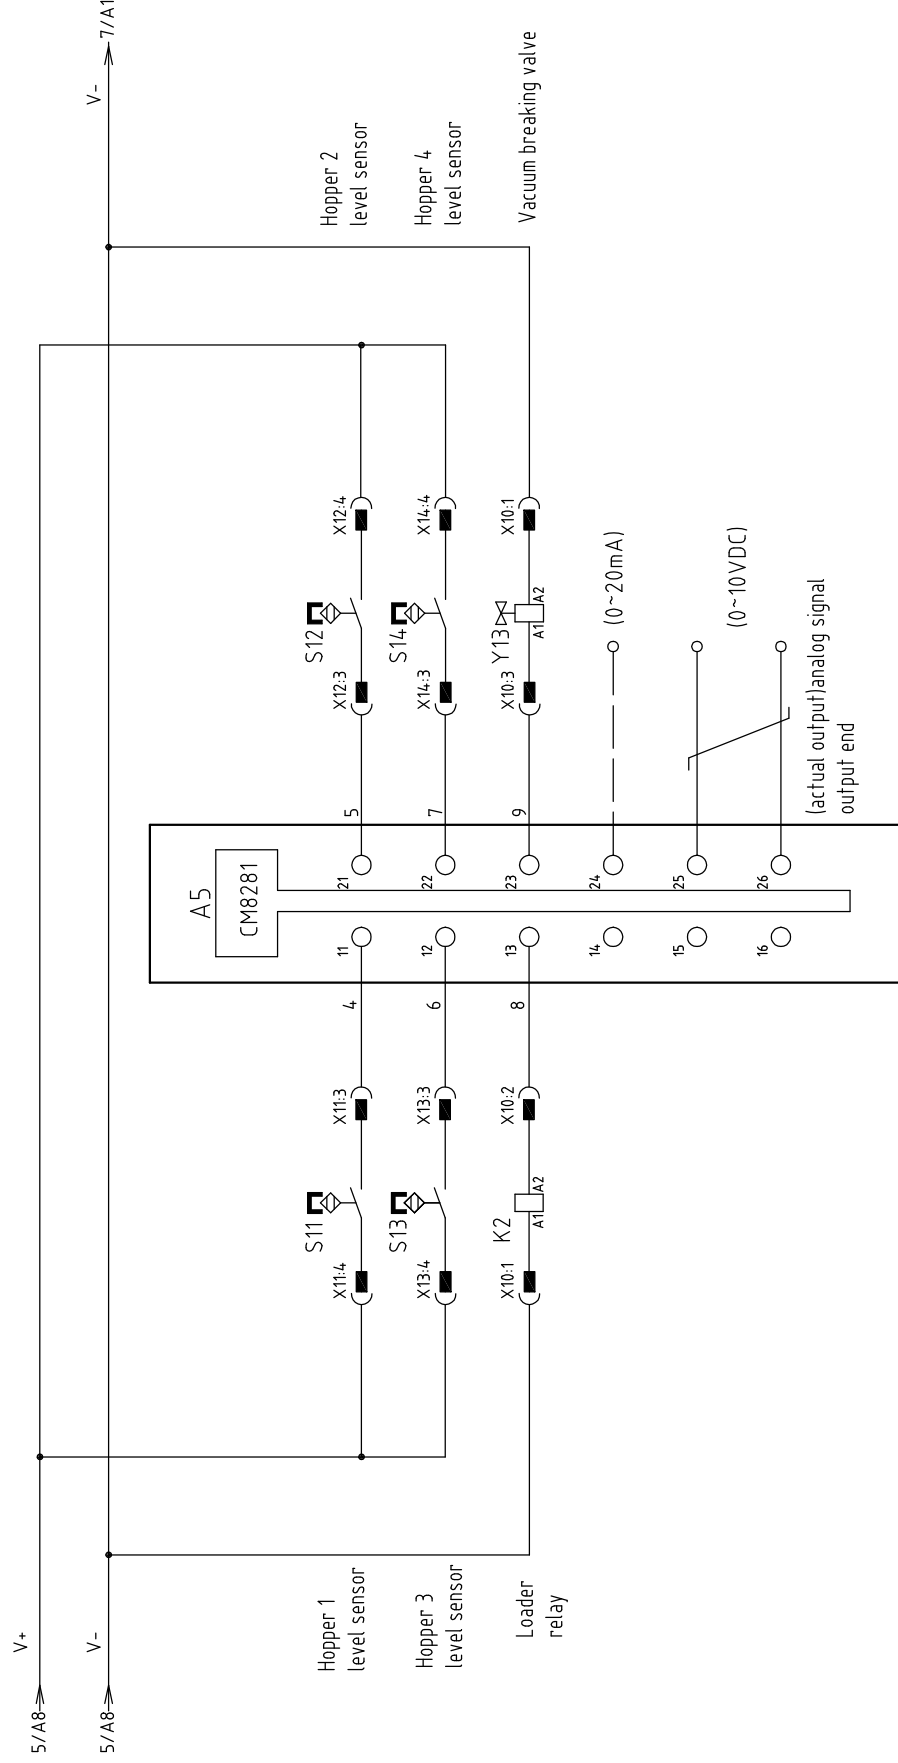 5/A8
V+
5/A8
V-
V-
7/A1
Hopper 1
level sensor
Hopper 3
level sensor
Loader
relay
X11:4
S11
X11:3
4
X13:4
S13
X13:3
6
X10:1
K2
A1
A2
X10:2
8
A5
CM8281
11
21
12
22
13
23
14
24
15
25
16
26
5
X12:3
S12
X12:4
7
X14:3
S14
X14:4
9
X10:3
Y13
A1
A2
X10:1
(0~20mA)
(0~10VDC)
(actual output)analog signal
output end
Hopper 2
level sensor
Hopper 4
level sensor
Vacuum breaking valve